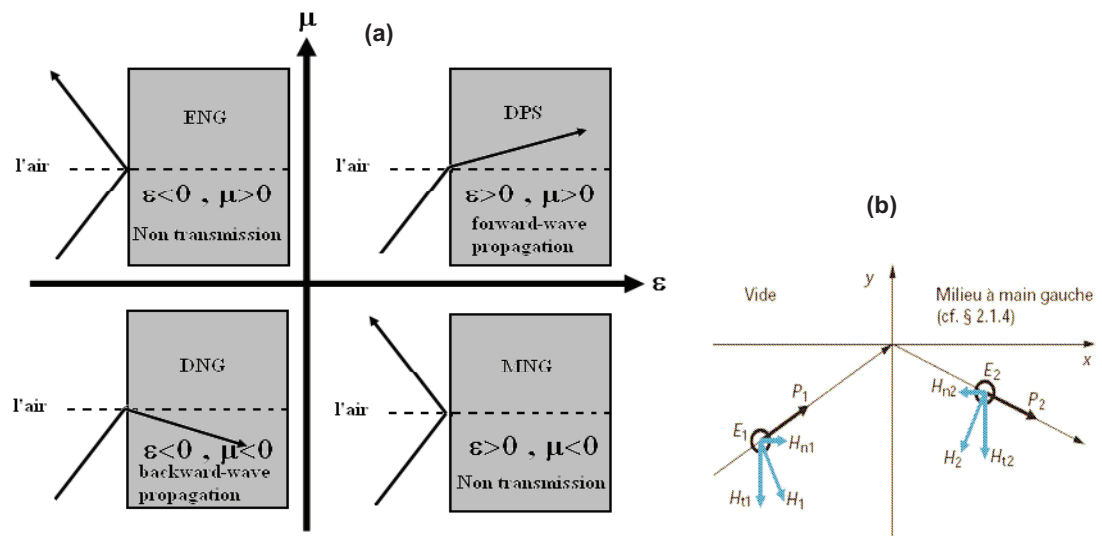 μ
(a)
ENG
l'air
ε<0 , μ>0
Non transmission
DPS
l'air
ε>0 , μ>0
forward-wave
propagation
ε
DNG
l'air
ε<0 , μ<0
backward-wave
propagation
MNG
l'air
ε>0 , μ<0
Non transmission
(b)
y
Vide
Milieu à main gauche
(cf. § 2.1.4)
x
P1
E1
Hn1
Ht1
H1
E2
Hn2
P2
H2
Ht2